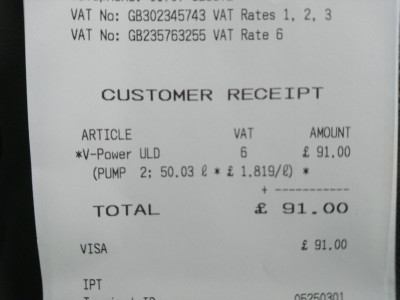 VAT No: GB302345743 VAT Rates 1, 2, 3
VAT No: GB235763255 VAT Rate 6
CUSTOMER RECEIPT
ARTICLE VAT AMOUNT
*V-Power ULD 6 £ 91.00
(PUMP 2; 50.03 ℓ * £ 1.819/ℓ) *
+ -----------
TOTAL £ 91.00
VISA £ 91.00
IPT